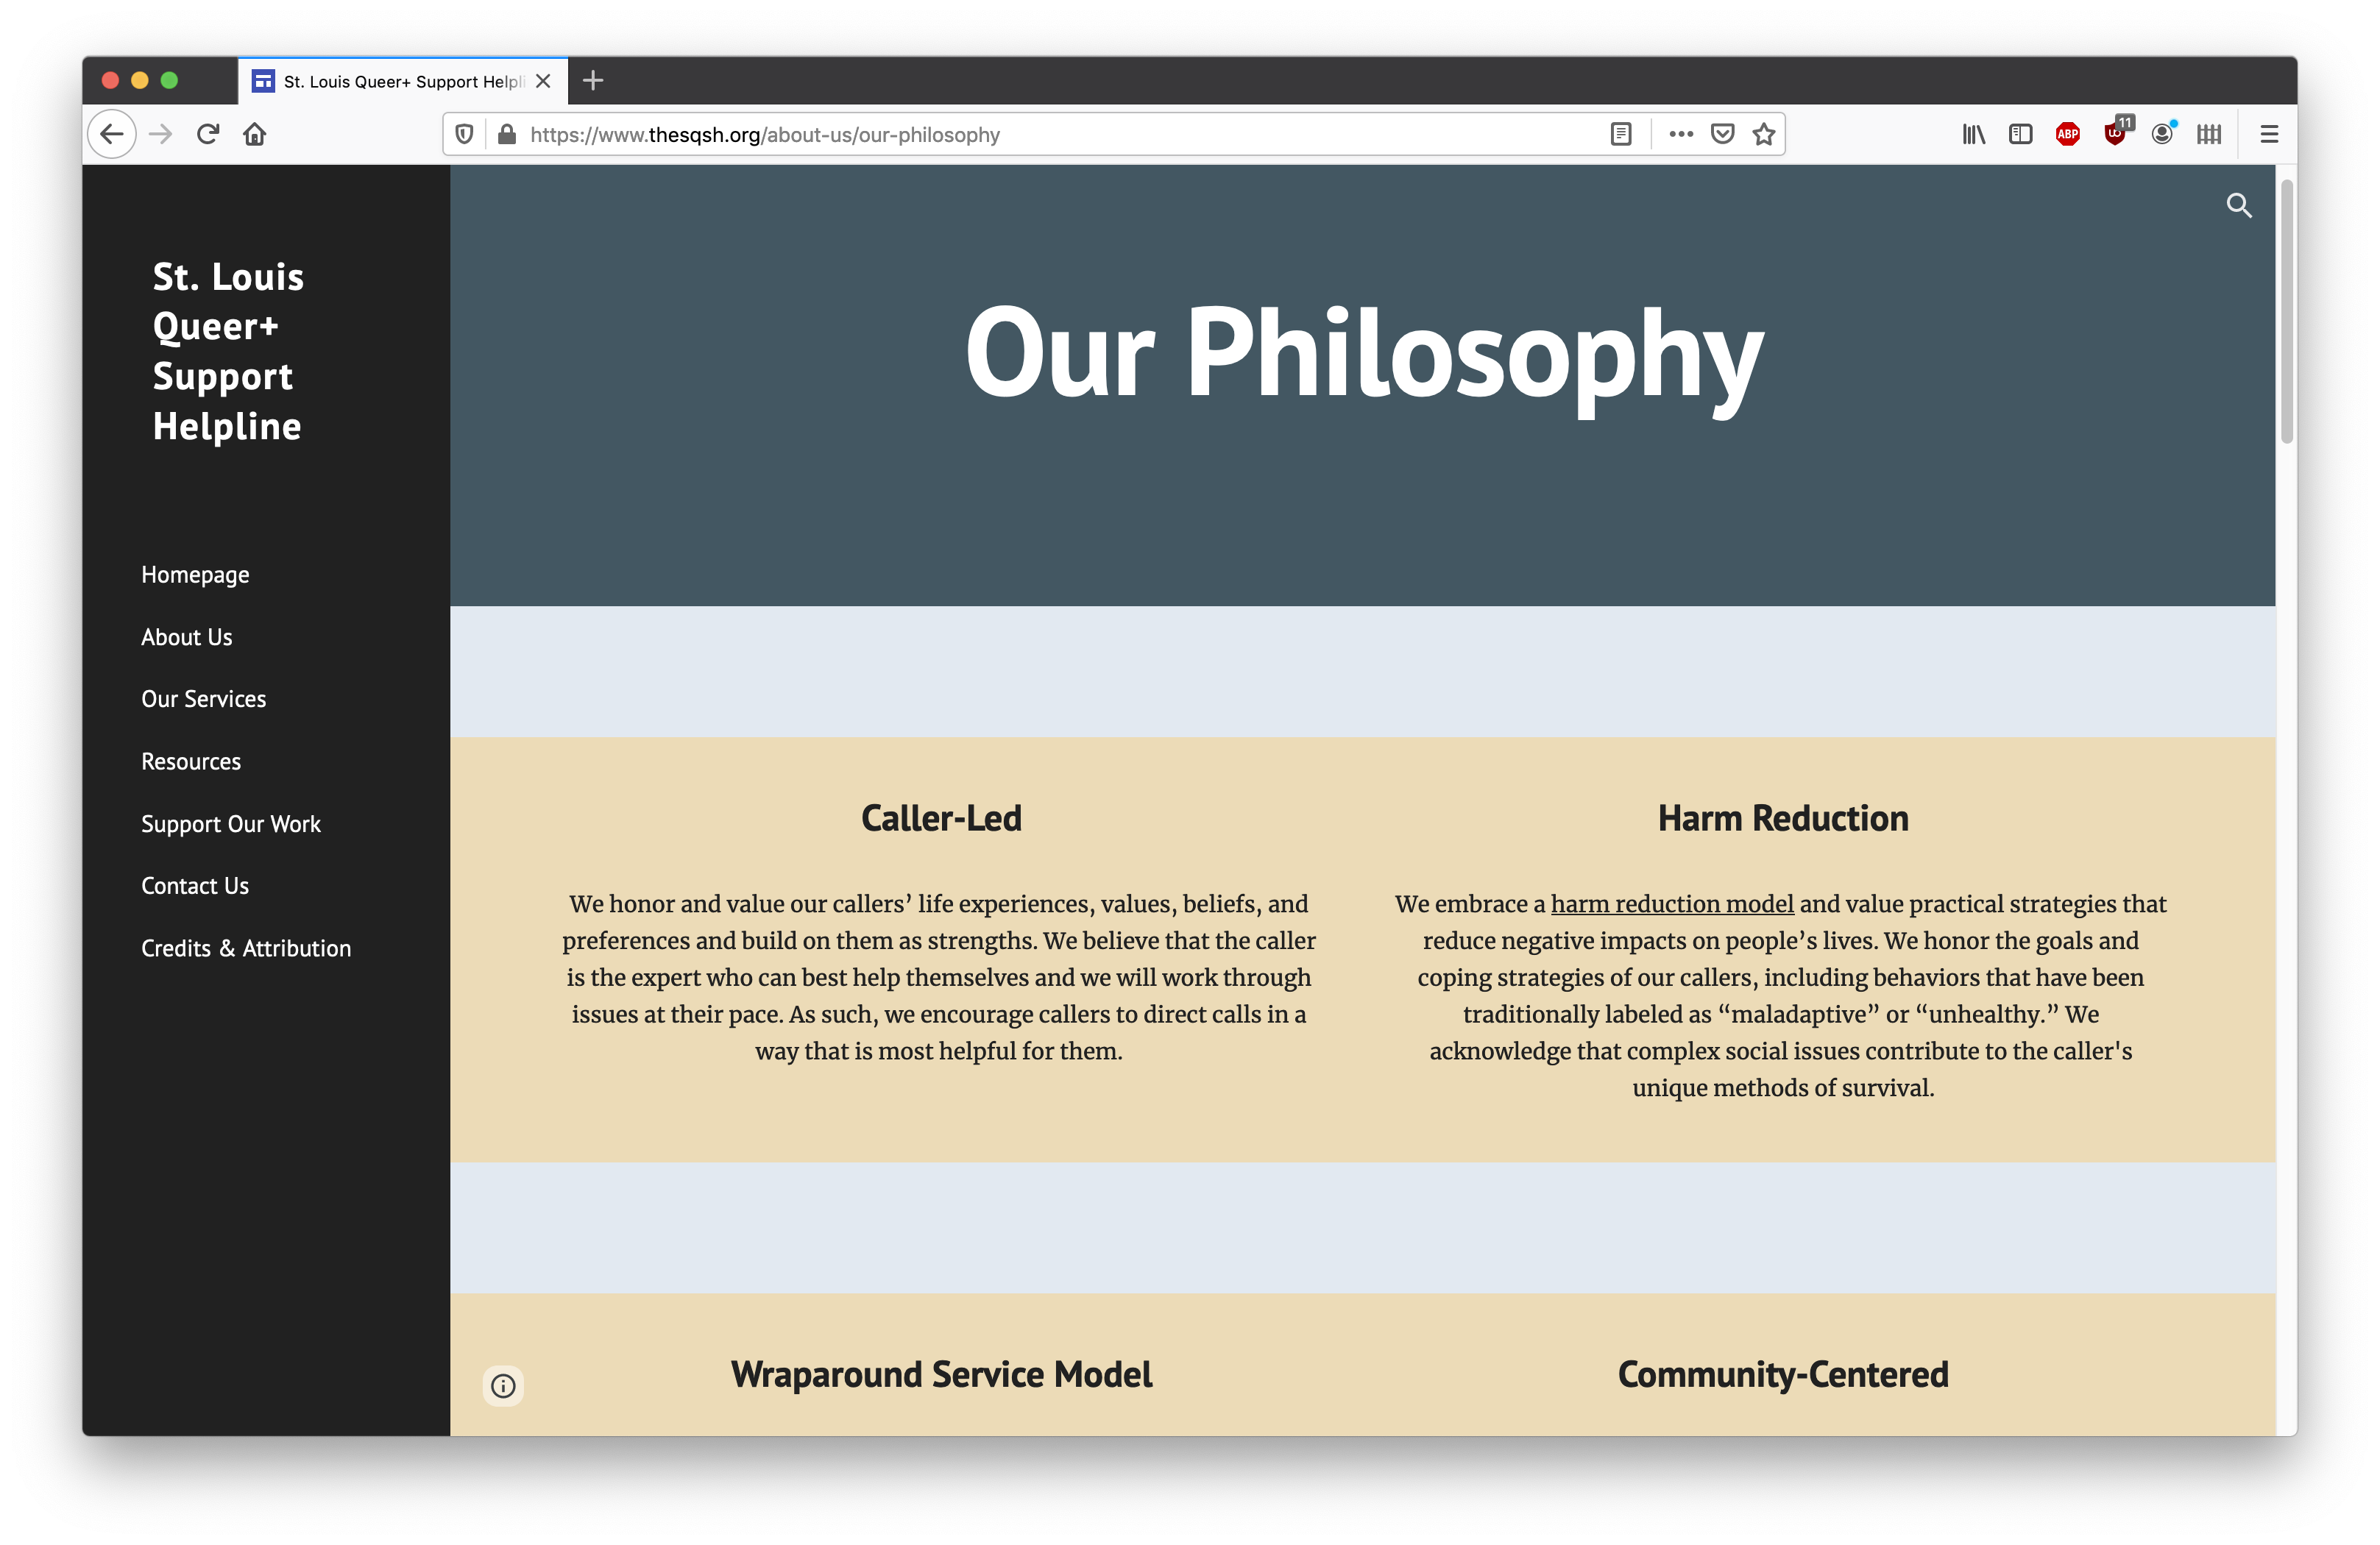 St. Louis Queer+ Support Helpli
https://www.thesqsh.org/about-us/our-philosophy
ABP
11
St. Louis
Queer+
Support
Helpline
Homepage
About Us
Our Services
Resources
Support Our Work
Contact Us
Credits & Attribution
Our Philosophy
Caller-Led
We honor and value our callers’ life experiences, values, beliefs, and
preferences and build on them as strengths. We believe that the caller
is the expert who can best help themselves and we will work through
issues at their pace. As such, we encourage callers to direct calls in a
way that is most helpful for them.
Harm Reduction
We embrace a harm reduction model and value practical strategies that
reduce negative impacts on people’s lives. We honor the goals and
coping strategies of our callers, including behaviors that have been
traditionally labeled as “maladaptive” or “unhealthy.” We
acknowledge that complex social issues contribute to the caller's
unique methods of survival.
Wraparound Service Model
Community-Centered